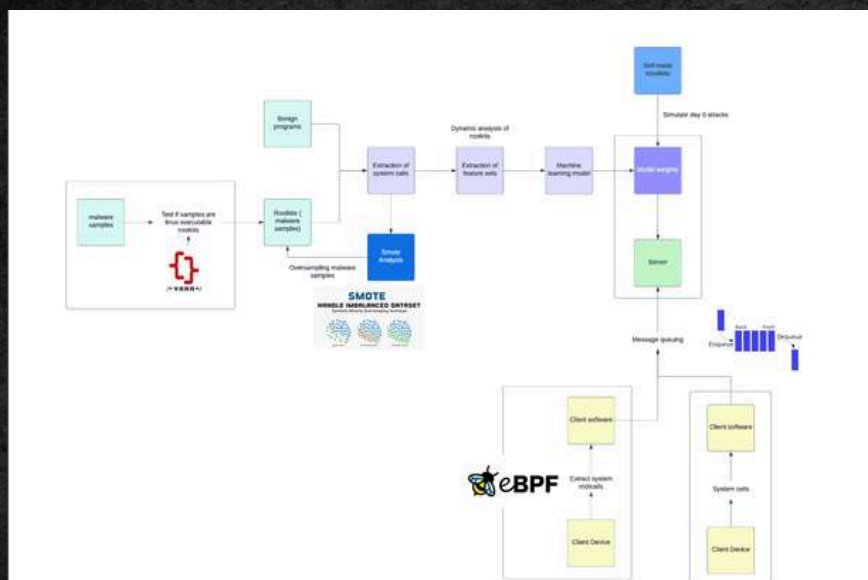 Self made rootkits
Simulate day 0 attacks
Benign
programs
Dynamic analysis of
rootkits
Extraction of
system calls
Extraction of
feature sets
Machine
learning model
Model weights
malware
samples
Test if samples are
linux executable
rootkits
Rootkits (
malware
samples)
Oversampling malware
samples
Smote
Analysis
Server
SMOTE
HANDLE IMBALANCED DATASET
Message queuing
Enqueue
Back
Front
Dequeue
Client software
Client software
eBPF
Extract system
System calls
Client Device
Client Device